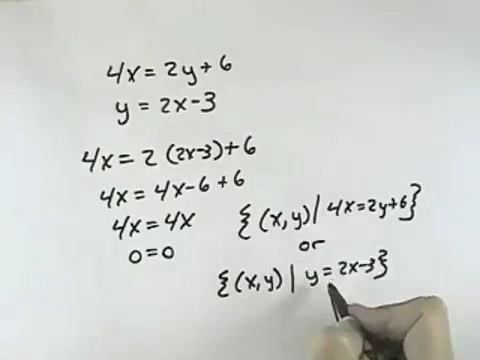 4x = 2y + 6
y = 2x - 3
4x = 2 (2x-3) + 6
4x = 4x - 6 + 6
4x = 4x
0 = 0
{(x,y) | 4x = 2y + 6}
or
{(x,y) | y = 2x - 3}